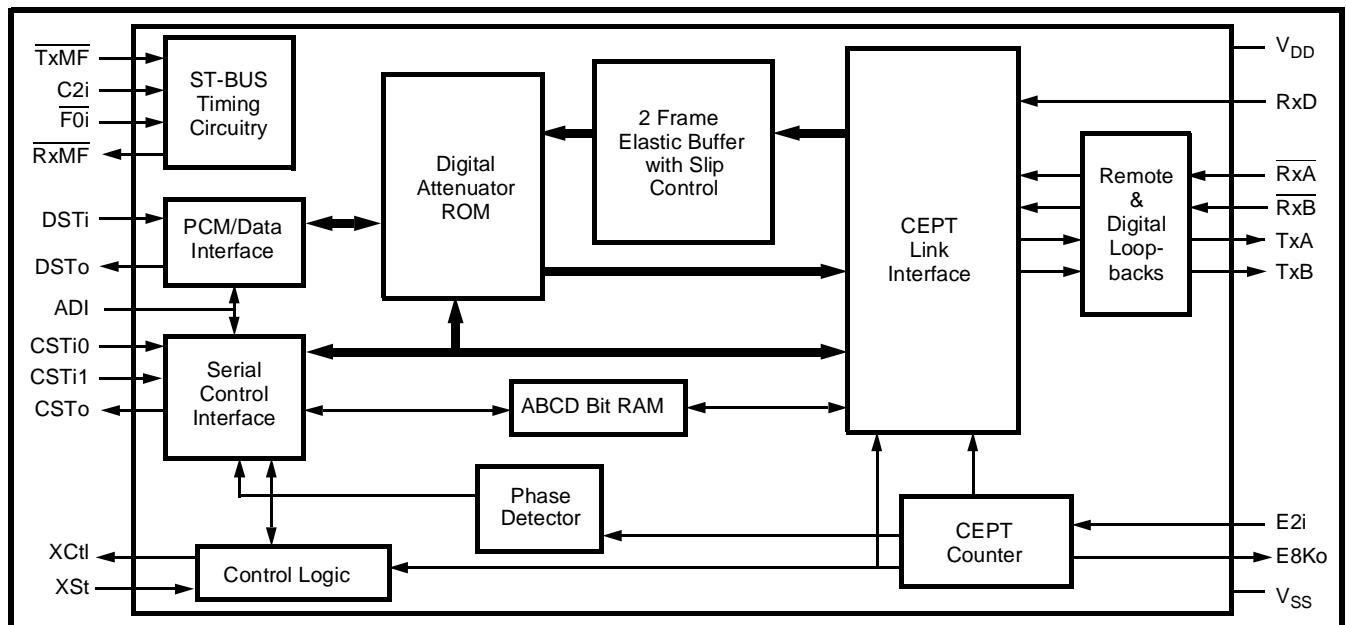 TxMF
C2i
F0i
RxMF
DSTi
DSTo
ADI
CSTi0
CSTi1
CSTo
XCtl
XSt
ST-BUS
Timing
Circuitry
PCM/Data
Interface
Serial
Control
Interface
Control Logic
Digital
Attenuator
ROM
2 Frame
Elastic Buffer
with Slip
Control
ABCD Bit RAM
Phase
Detector
CEPT
Link
Interface
CEPT
Counter
Remote
&
Digital
Loop-
backs
VDD
RxD
RxA
RxB
TxA
TxB
E2i
E8Ko
VSS